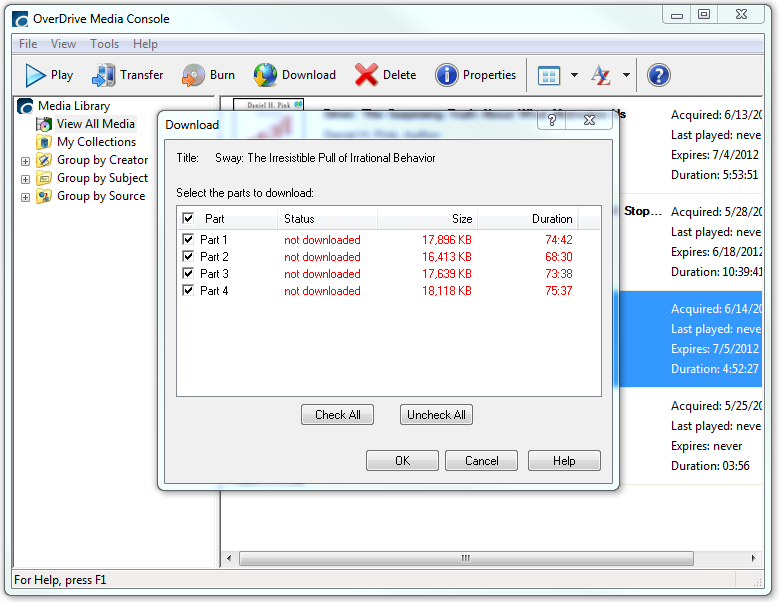 OverDrive Media Console
File View Tools Help
Play Transfer Burn Download Delete Properties
Media Library
View All Media
My Collections
Group by Creator
Group by Subject
Group by Source
Daniel H. Pink
Acquired: 6/13/20
Last played: neve
Expires: 7/4/2012
Duration: 5:53:51
Stop...
Acquired: 5/28/20
Last played: neve
Expires: 6/18/2012
Duration: 10:39:41
Acquired: 6/14/20
Last played: neve
Expires: 7/5/2012
Duration: 4:52:27
Acquired: 5/25/20
Last played: neve
Expires: never
Duration: 03:56
Download
Title: Sway: The Irresistible Pull of Irrational Behavior
Select the parts to download:
Part Status Size Duration
Part 1 not downloaded 17,896 KB 74:42
Part 2 not downloaded 16,413 KB 68:30
Part 3 not downloaded 17,639 KB 73:38
Part 4 not downloaded 18,118 KB 75:37
Check All Uncheck All
OK Cancel Help
For Help, press F1